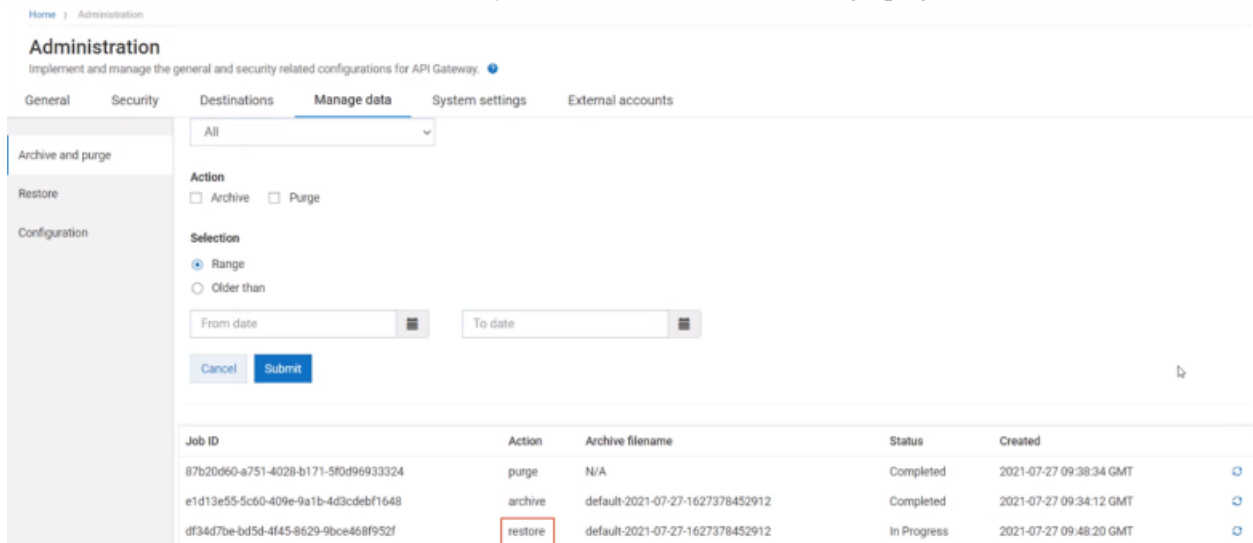 Home > Administration
Administration
Implement and manage the general and security related configurations for API Gateway.
General Security Destinations Manage data System settings External accounts
All
Archive and purge
Action
Restore
Archive Purge
Configuration
Selection
Range
Older than
From date To date
Cancel Submit
Job ID Action Archive filename Status Created
87b20d60-a751-4028-b171-5f0d96933324 purge N/A Completed 2021-07-27 09:38:34 GMT
e1d13e55-5c60-409e-9a1b-4d3cdebf1648 archive default-2021-07-27-1627378452912 Completed 2021-07-27 09:34:12 GMT
df34d7be-bd5d-4f45-8629-9bce468f952f restore default-2021-07-27-1627378452912 In Progress 2021-07-27 09:48:20 GMT